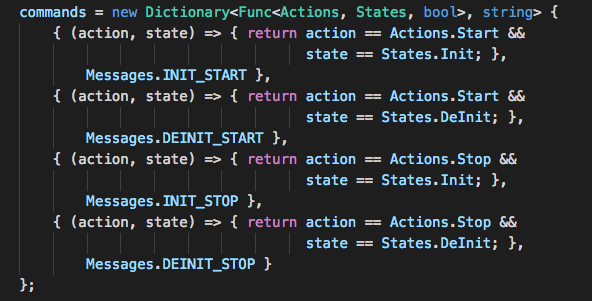 commands = new Dictionary<Func<Actions, States, bool>, string> {
    { (action, state) => { return action == Actions.Start &&
                                  state == States.Init; },
        Messages.INIT_START },
    { (action, state) => { return action == Actions.Start &&
                                  state == States.DeInit; },
        Messages.DEINIT_START },
    { (action, state) => { return action == Actions.Stop &&
                                  state == States.Init; },
        Messages.INIT_STOP },
    { (action, state) => { return action == Actions.Stop &&
                                  state == States.DeInit; },
        Messages.DEINIT_STOP }
};